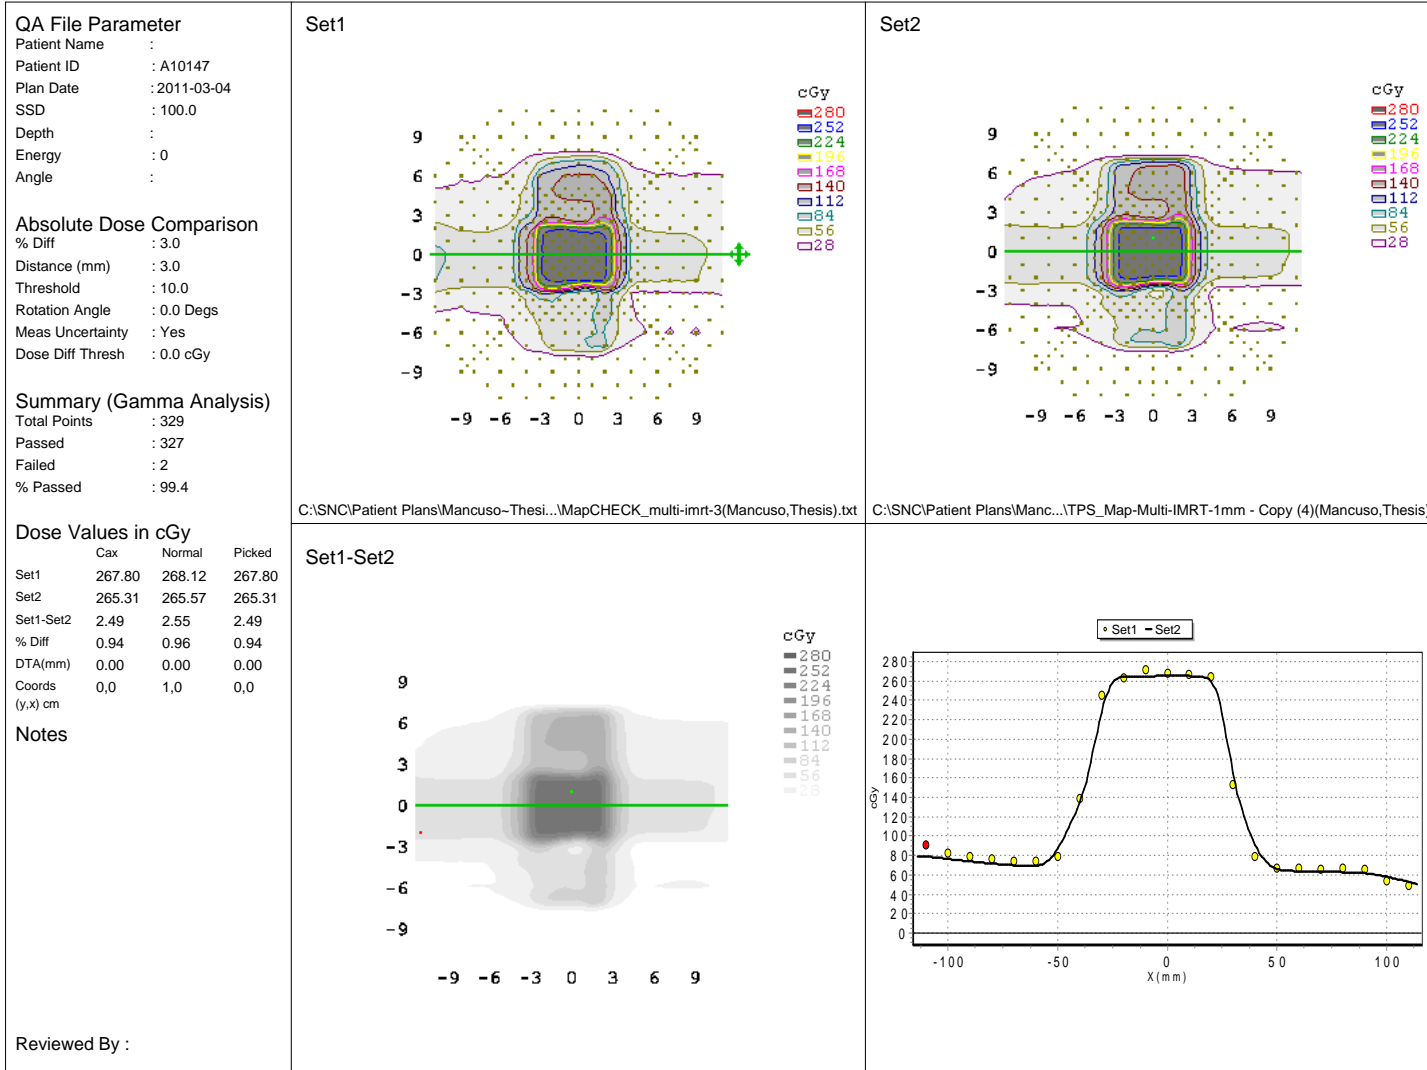 QA File Parameter
Patient Name :
Patient ID : A10147
Plan Date : 2011-03-04
SSD : 100.0
Depth :
Energy : 0
Angle :
Absolute Dose Comparison
% Diff : 3.0
Distance (mm) : 3.0
Threshold : 10.0
Rotation Angle : 0.0 Degs
Meas Uncertainty : Yes
Dose Diff Thresh : 0.0 cGy
Summary (Gamma Analysis)
Total Points : 329
Passed : 327
Failed : 2
% Passed : 99.4
Dose Values in cGy
Cax Normal Picked
Set1 267.80 268.12 267.80
Set2 265.31 265.57 265.31
Set1-Set2 2.49 2.55 2.49
% Diff 0.94 0.96 0.94
DTA(mm) 0.00 0.00 0.00
Coords 0,0 1,0 0,0
(y,x) cm
Notes
Reviewed By :
Set1
cGy
280
252
224
196
168
140
112
84
56
28
9
6
3
0
-3
-6
-9
-9 -6 -3 0 3 6 9
C:\SNC\Patient Plans\Mancuso~Thesi...\MapCHECK_multi-imrt-3(Mancuso,Thesis).txt
Set2
cGy
280
252
224
196
168
140
112
84
56
28
9
6
3
0
-3
-6
-9
-9 -6 -3 0 3 6 9
C:\SNC\Patient Plans\Manc...\TPS_Map-Multi-IMRT-1mm - Copy (4)(Mancuso,Thesis)
Set1-Set2
cGy
280
252
224
196
168
140
112
84
56
28
9
6
3
0
-3
-6
-9
-9 -6 -3 0 3 6 9
Set1 Set2
280
260
240
220
200
180
160
140
120
100
80
60
40
20
0
cGy
-100 -50 0 50 100
X(mm)